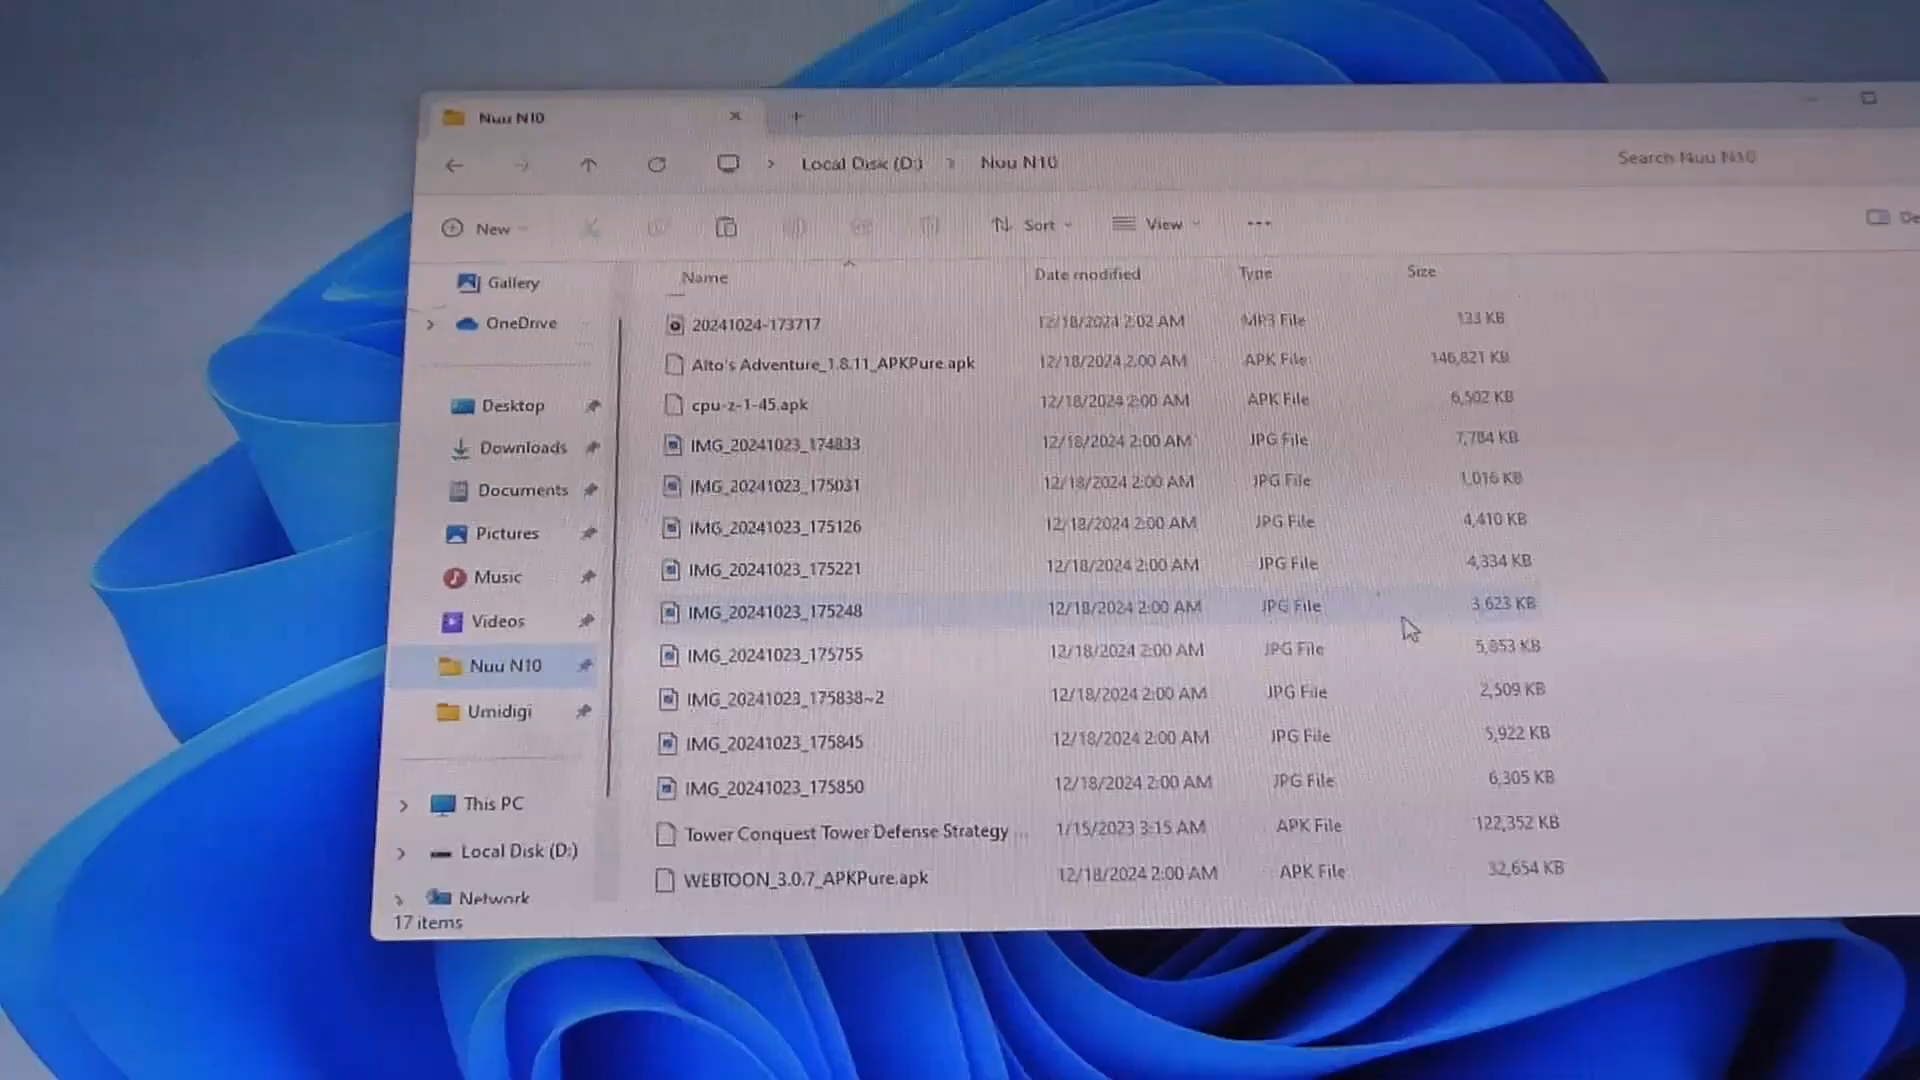 Nuu N10
Local Disk (D:) Nuu N10 Search Nuu N10
New Sort View
Name Date modified Type Size
Gallery
OneDrive
Desktop
Downloads
Documents
Pictures
Music
Videos
Nuu N10
Umidigi
This PC
Local Disk (D:)
Network
20241024-173717 12/18/2024 2:02 AM MP3 File 133 KB
Alto's Adventure_1.8.11_APKPure.apk 12/18/2024 2:00 AM APK File 146,821 KB
cpu-z-1-45.apk 12/18/2024 2:00 AM APK File 6,502 KB
IMG_20241023_174833 12/18/2024 2:00 AM JPG File 7,784 KB
IMG_20241023_175031 12/18/2024 2:00 AM JPG File 1,016 KB
IMG_20241023_175126 12/18/2024 2:00 AM JPG File 4,410 KB
IMG_20241023_175221 12/18/2024 2:00 AM JPG File 4,334 KB
IMG_20241023_175248 12/18/2024 2:00 AM JPG File 3,623 KB
IMG_20241023_175755 12/18/2024 2:00 AM JPG File 5,853 KB
IMG_20241023_175838~2 12/18/2024 2:00 AM JPG File 2,509 KB
IMG_20241023_175845 12/18/2024 2:00 AM JPG File 5,922 KB
IMG_20241023_175850 12/18/2024 2:00 AM JPG File 6,305 KB
Tower Conquest Tower Defense Strategy ... 1/15/2023 3:15 AM APK File 122,352 KB
WEBTOON_3.0.7_APKPure.apk 12/18/2024 2:00 AM APK File 32,654 KB
17 items